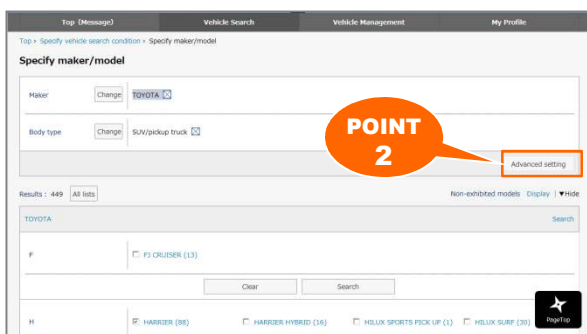 Top (Message) Vehicle Search Vehicle Management My Profile
Top › Specify vehicle search condition › Specify maker/model
Specify maker/model
Maker Change TOYOTA
Body type Change SUV/pickup truck
POINT
2
Advanced setting
Results : 449 All lists Non-exhibited models Display | ▼Hide
TOYOTA Search
F FJ CRUISER (13)
Clear Search
H HARRIER (88) HARRIER HYBRID (16) HILUX SPORTS PICK UP (1) HILUX SURF (30)
PageTop